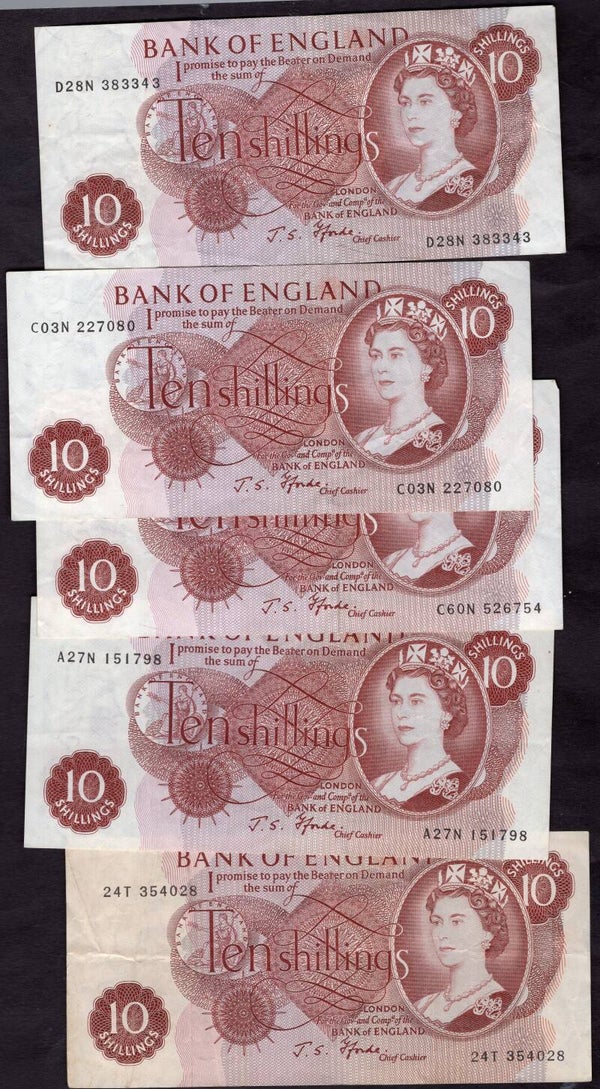 BANK OF ENGLAND
I promise to pay the Bearer on Demand
the sum of
SHILLINGS
10
D28N 383343
Ten shillings
10
SHILLINGS
LONDON
For the Govr and Compa of the
BANK of ENGLAND
J. S. Fforde
Chief Cashier
D28N 383343
BANK OF ENGLAND
I promise to pay the Bearer on Demand
the sum of
SHILLINGS
10
C03N 227080
Ten shillings
10
SHILLINGS
LONDON
For the Govr and Compa of the
BANK of ENGLAND
J. S. Fforde
Chief Cashier
C03N 227080
Ten shillings
10
SHILLINGS
LONDON
For the Govr and Compa of the
BANK of ENGLAND
J. S. Fforde
Chief Cashier
C60N 526754
BANK OF ENGLAND
I promise to pay the Bearer on Demand
the sum of
SHILLINGS
10
A27N 151798
Ten shillings
10
SHILLINGS
LONDON
For the Govr and Compa of the
BANK of ENGLAND
J. S. Fforde
Chief Cashier
A27N 151798
BANK OF ENGLAND
I promise to pay the Bearer on Demand
the sum of
SHILLINGS
10
24T 354028
Ten shillings
10
SHILLINGS
LONDON
For the Govr and Compa of the
BANK of ENGLAND
J. S. Fforde
Chief Cashier
24T 354028